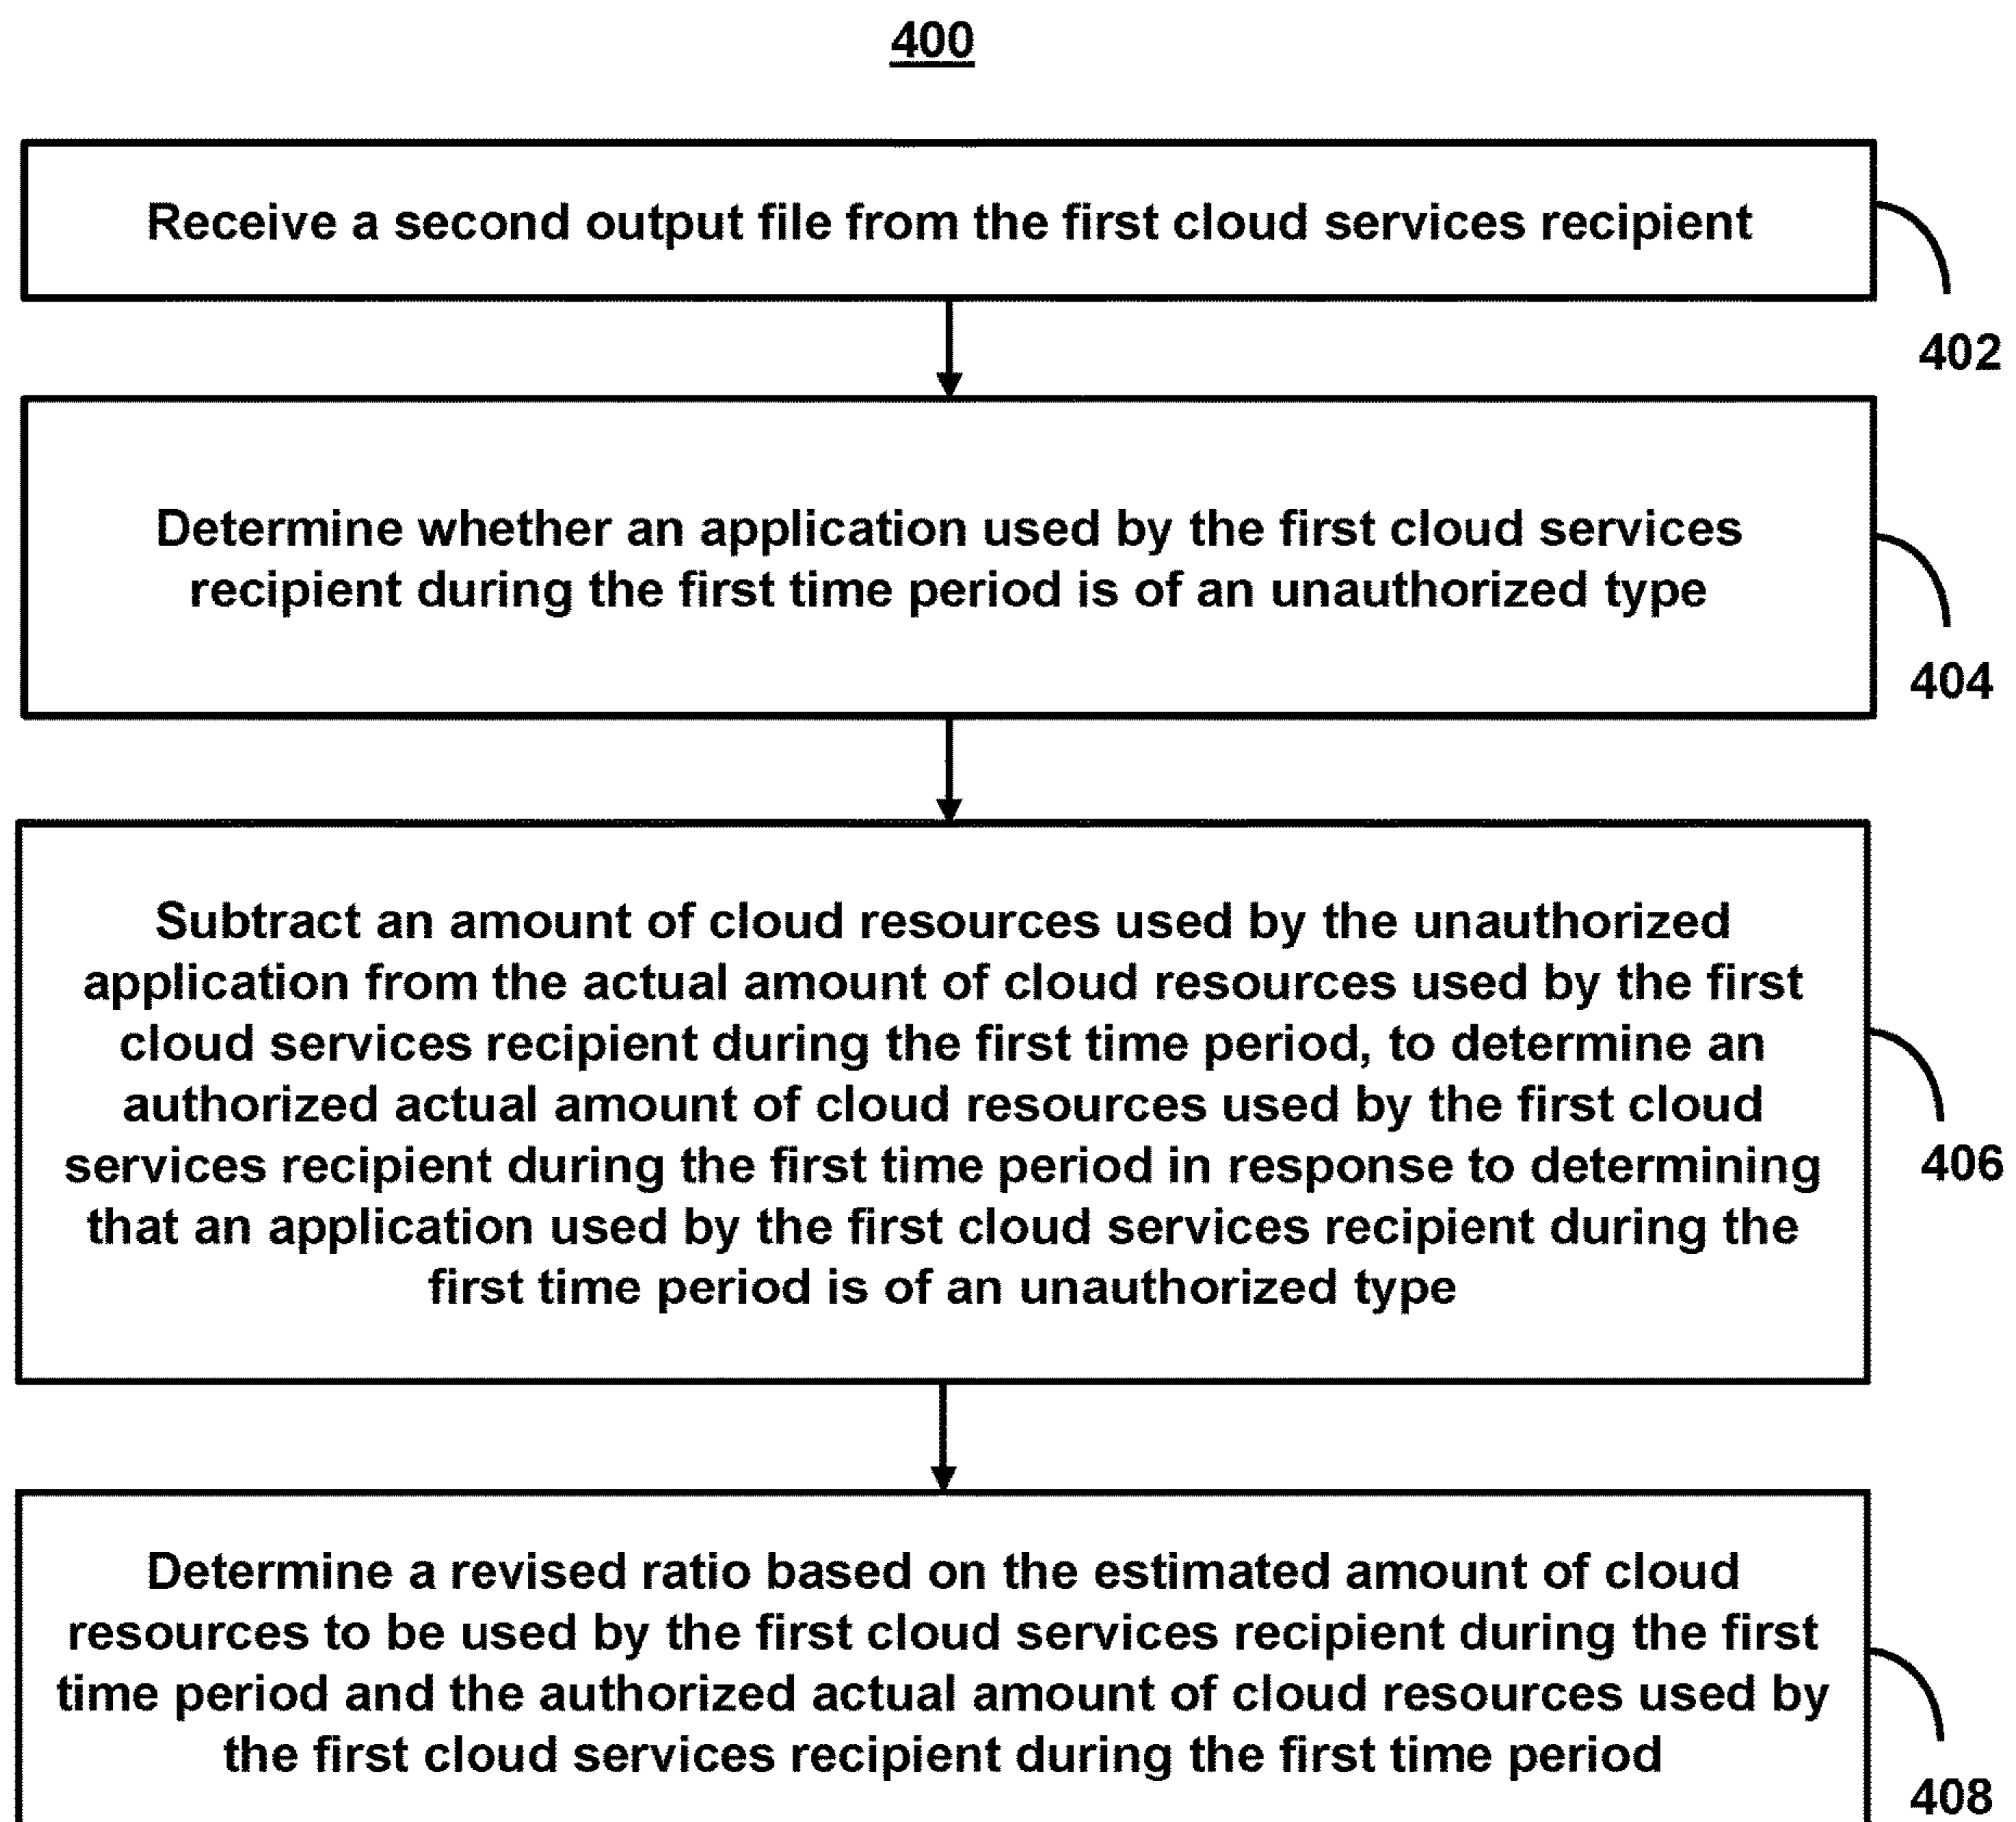 400
Receive a second output file from the first cloud services recipient
402
Determine whether an application used by the first cloud services
recipient during the first time period is of an unauthorized type
404
Subtract an amount of cloud resources used by the unauthorized
application from the actual amount of cloud resources used by the first
cloud services recipient during the first time period, to determine an
authorized actual amount of cloud resources used by the first cloud
services recipient during the first time period in response to determining
that an application used by the first cloud services recipient during the
first time period is of an unauthorized type
406
Determine a revised ratio based on the estimated amount of cloud
resources to be used by the first cloud services recipient during the first
time period and the authorized actual amount of cloud resources used by
the first cloud services recipient during the first time period
408